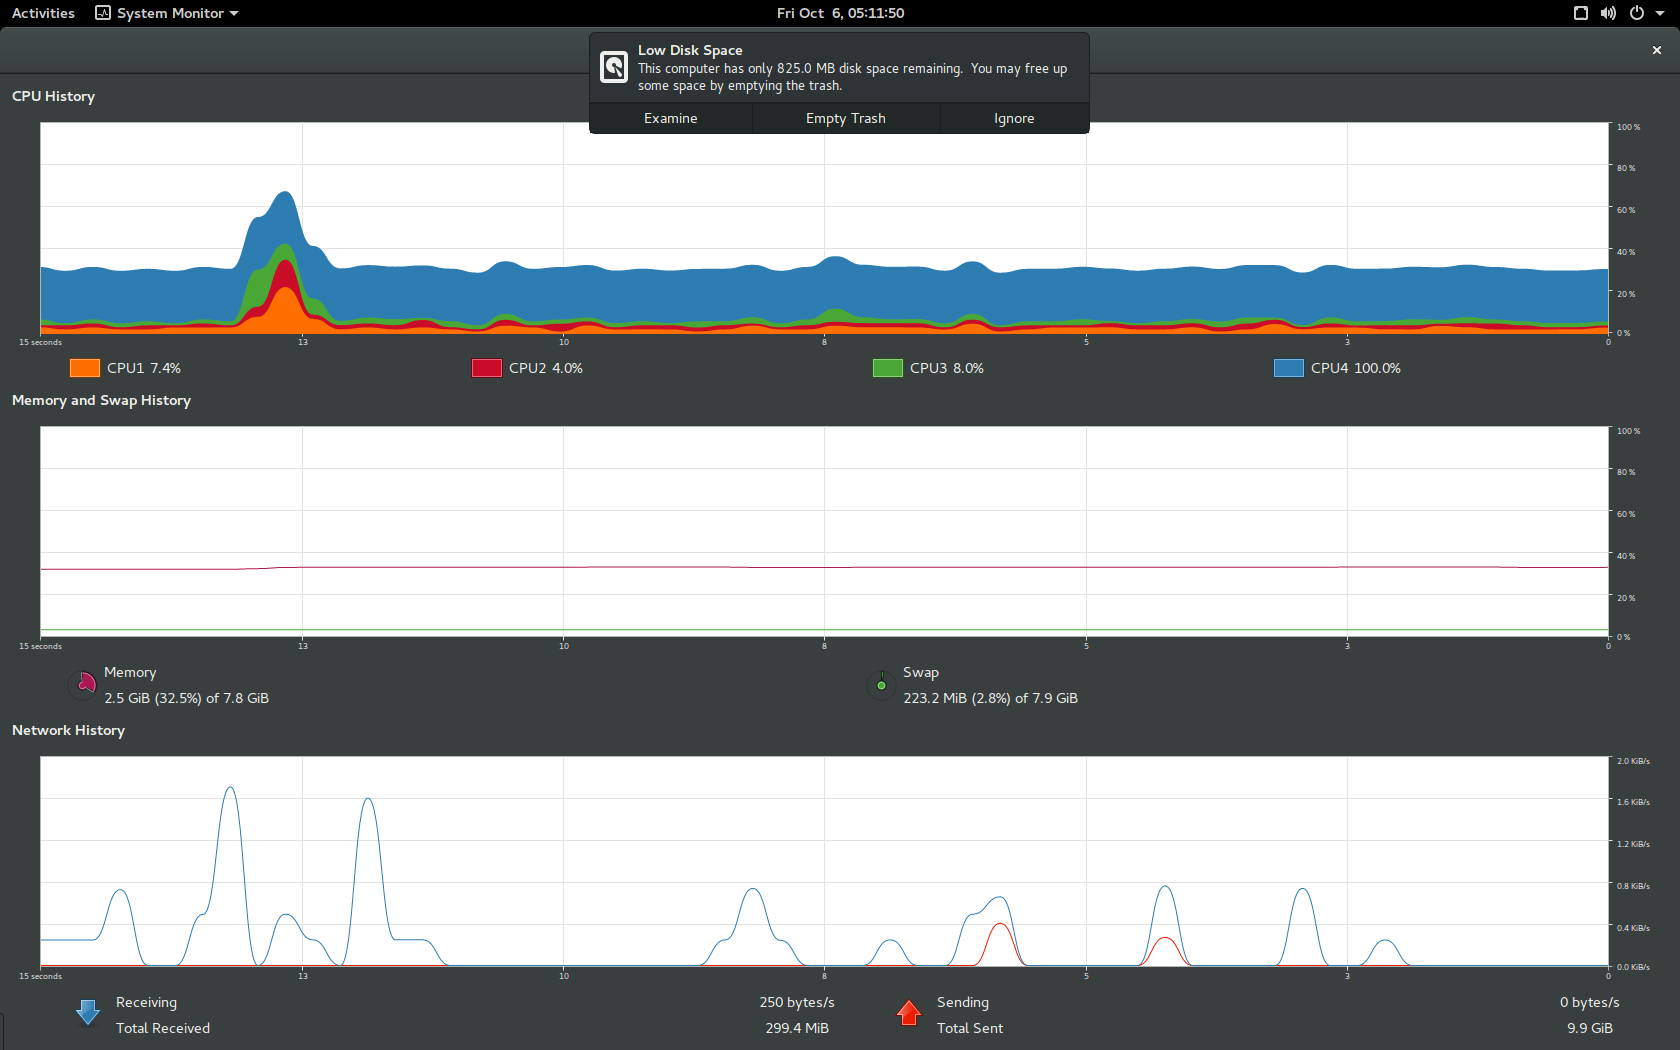 Activities System Monitor Fri Oct 6, 05:11:50
Low Disk Space
This computer has only 825.0 MB disk space remaining. You may free up
some space by emptying the trash.
Examine Empty Trash Ignore
CPU History
100 %
80 %
60 %
40 %
20 %
0 %
15 seconds 13 10 8 5 3 0
CPU1 7.4% CPU2 4.0% CPU3 8.0% CPU4 100.0%
Memory and Swap History
100 %
80 %
60 %
40 %
20 %
0 %
15 seconds 13 10 8 5 3 0
Memory
2.5 GiB (32.5%) of 7.8 GiB
Swap
223.2 MiB (2.8%) of 7.9 GiB
Network History
2.0 KiB/s
1.6 KiB/s
1.2 KiB/s
0.8 KiB/s
0.4 KiB/s
0.0 KiB/s
15 seconds 13 10 8 5 3 0
Receiving 250 bytes/s
Total Received 299.4 MiB
Sending 0 bytes/s
Total Sent 9.9 GiB